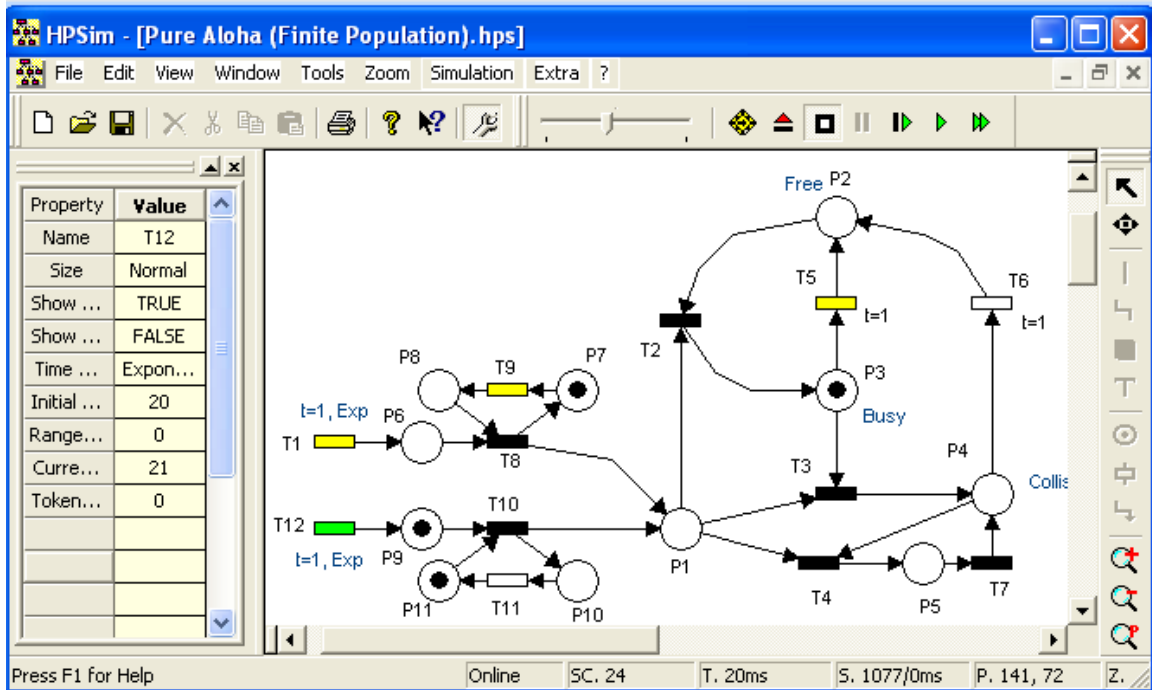 HPSim - [Pure Aloha (Finite Population).hps]
File Edit View Window Tools Zoom Simulation Extra ?
Property Value
Name T12
Size Normal
Show ... TRUE
Show ... FALSE
Time ... Expon...
Initial ... 20
Range... 0
Curre... 21
Token... 0
Free P2
T5
T6
t=1
t=1
T2
P8
T9
P7
P3
Busy
t=1, Exp
P6
T1
T8
T3
P4
Collis
T10
T12
t=1, Exp
P9
P1
P11
T11
P10
T4
P5
T7
Press F1 for Help Online SC. 24 T. 20ms S. 1077/0ms P. 141, 72 Z.